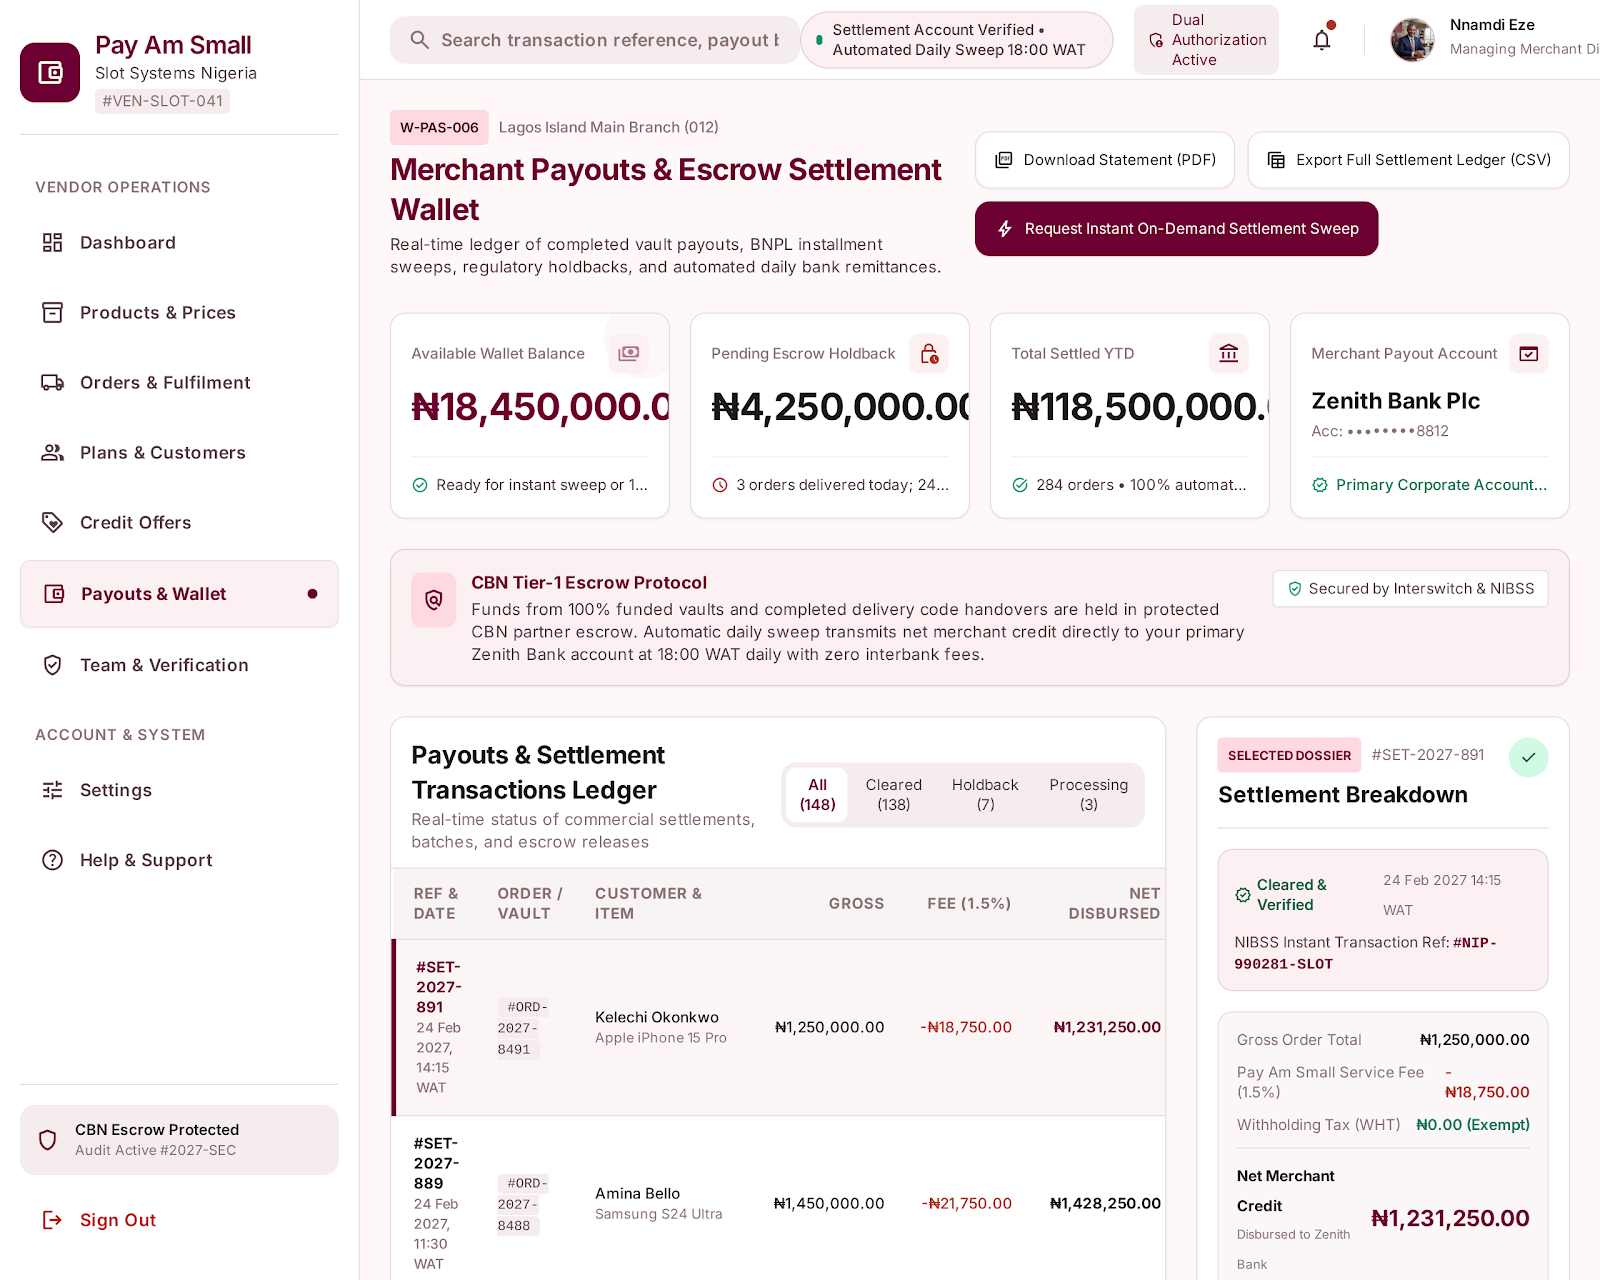 Pay Am Small
Slot Systems Nigeria
#VEN-SLOT-041
VENDOR OPERATIONS
Dashboard
Products & Prices
Orders & Fulfilment
Plans & Customers
Credit Offers
Payouts & Wallet
Team & Verification
ACCOUNT & SYSTEM
Settings
Help & Support
CBN Escrow Protected
Audit Active #2027-SEC
Sign Out
Search transaction reference, payout b
Settlement Account Verified •
Automated Daily Sweep 18:00 WAT
Dual
Authorization
Active
Nnamdi Eze
Managing Merchant Di
W-PAS-006
Lagos Island Main Branch (012)
Merchant Payouts & Escrow Settlement
Wallet
Real-time ledger of completed vault payouts, BNPL installment
sweeps, regulatory holdbacks, and automated daily bank remittances.
Download Statement (PDF)
Export Full Settlement Ledger (CSV)
Request Instant On-Demand Settlement Sweep
Available Wallet Balance
₦18,450,000.0
Ready for instant sweep or 1...
Pending Escrow Holdback
₦4,250,000.00
3 orders delivered today; 24...
Total Settled YTD
₦118,500,000.
284 orders • 100% automat...
Merchant Payout Account
Zenith Bank Plc
Acc: ••••••••8812
Primary Corporate Account...
CBN Tier-1 Escrow Protocol
Funds from 100% funded vaults and completed delivery code handovers are held in protected
CBN partner escrow. Automatic daily sweep transmits net merchant credit directly to your primary
Zenith Bank account at 18:00 WAT daily with zero interbank fees.
Secured by Interswitch & NIBSS
Payouts & Settlement
Transactions Ledger
Real-time status of commercial settlements,
batches, and escrow releases
All
(148)
Cleared
(138)
Holdback
(7)
Processing
(3)
REF &
DATE
ORDER /
VAULT
CUSTOMER &
ITEM
GROSS
FEE (1.5%)
NET
DISBURSED
#SET-
2027-
891
24 Feb
2027,
14:15
WAT
#ORD-
2027-
8491
Kelechi Okonkwo
Apple iPhone 15 Pro
₦1,250,000.00
-₦18,750.00
₦1,231,250.00
#SET-
2027-
889
24 Feb
2027,
11:30
WAT
#ORD-
2027-
8488
Amina Bello
Samsung S24 Ultra
₦1,450,000.00
-₦21,750.00
₦1,428,250.00
SELECTED DOSSIER
#SET-2027-891
Settlement Breakdown
Cleared &
Verified
24 Feb 2027 14:15
WAT
NIBSS Instant Transaction Ref: #NIP-
990281-SLOT
Gross Order Total
₦1,250,000.00
Pay Am Small Service Fee
(1.5%)
-
₦18,750.00
Withholding Tax (WHT)
₦0.00 (Exempt)
Net Merchant
Credit
Disbursed to Zenith
Bank
₦1,231,250.00